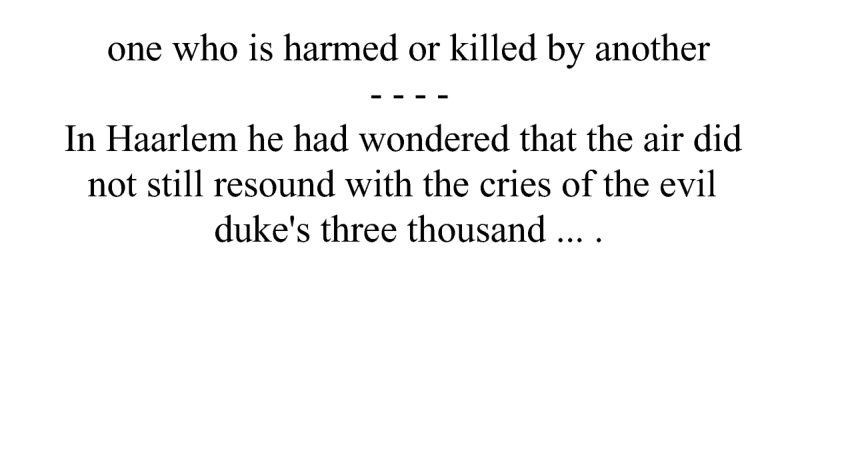 one who is harmed or killed by another
- - - -
In Haarlem he had wondered that the air did
not still resound with the cries of the evil
duke's three thousand ... .